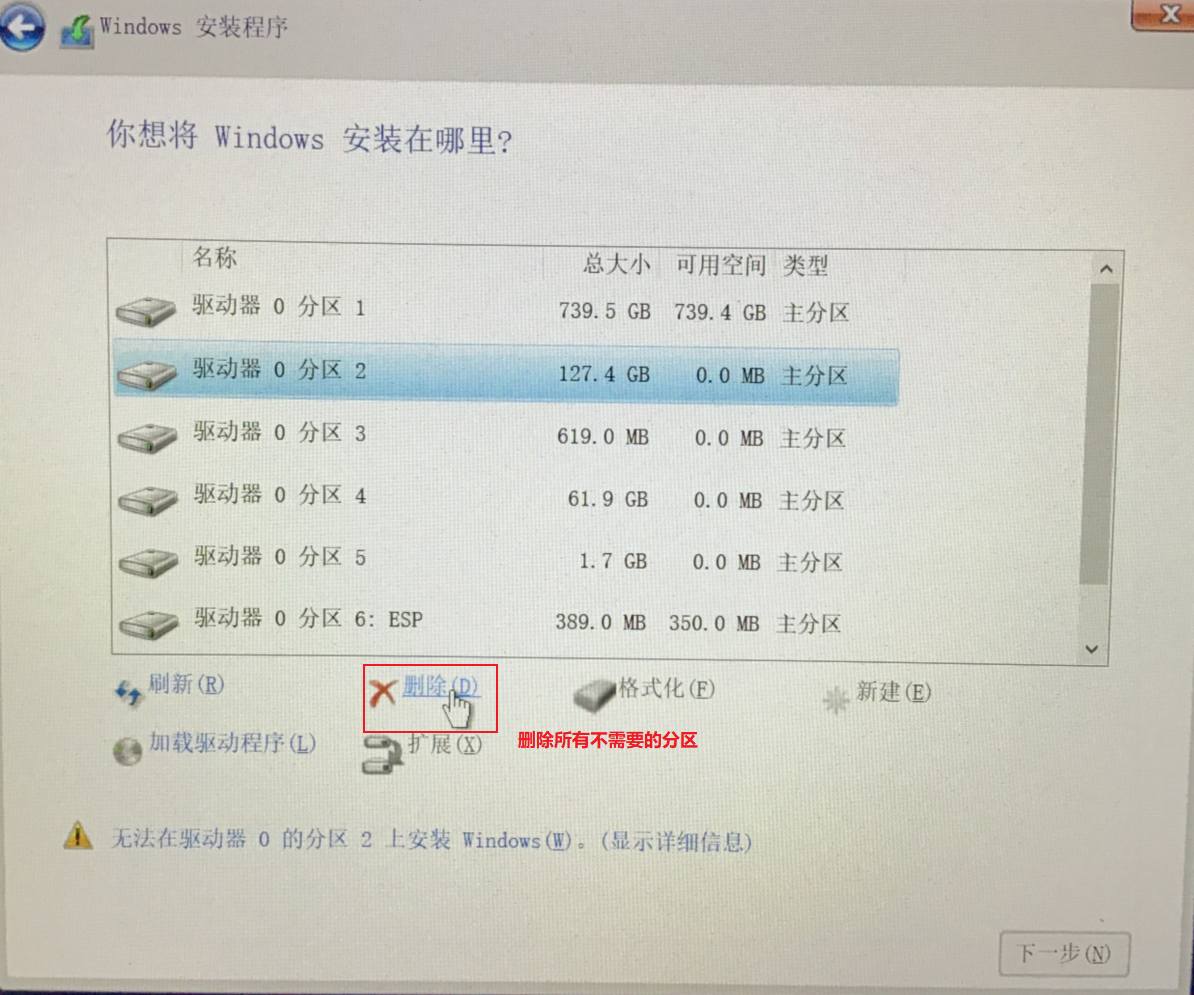 Windows 安装程序
你想将 Windows 安装在哪里?
名称 总大小 可用空间 类型
驱动器 0 分区 1 739.5 GB 739.4 GB 主分区
驱动器 0 分区 2 127.4 GB 0.0 MB 主分区
驱动器 0 分区 3 619.0 MB 0.0 MB 主分区
驱动器 0 分区 4 61.9 GB 0.0 MB 主分区
驱动器 0 分区 5 1.7 GB 0.0 MB 主分区
驱动器 0 分区 6: ESP 389.0 MB 350.0 MB 主分区
刷新(R) 删除(D) 格式化(F) 新建(E)
加载驱动程序(L) 扩展(X) 删除所有不需要的分区
无法在驱动器 0 的分区 2 上安装 Windows(W)。(显示详细信息)
下一步(N)